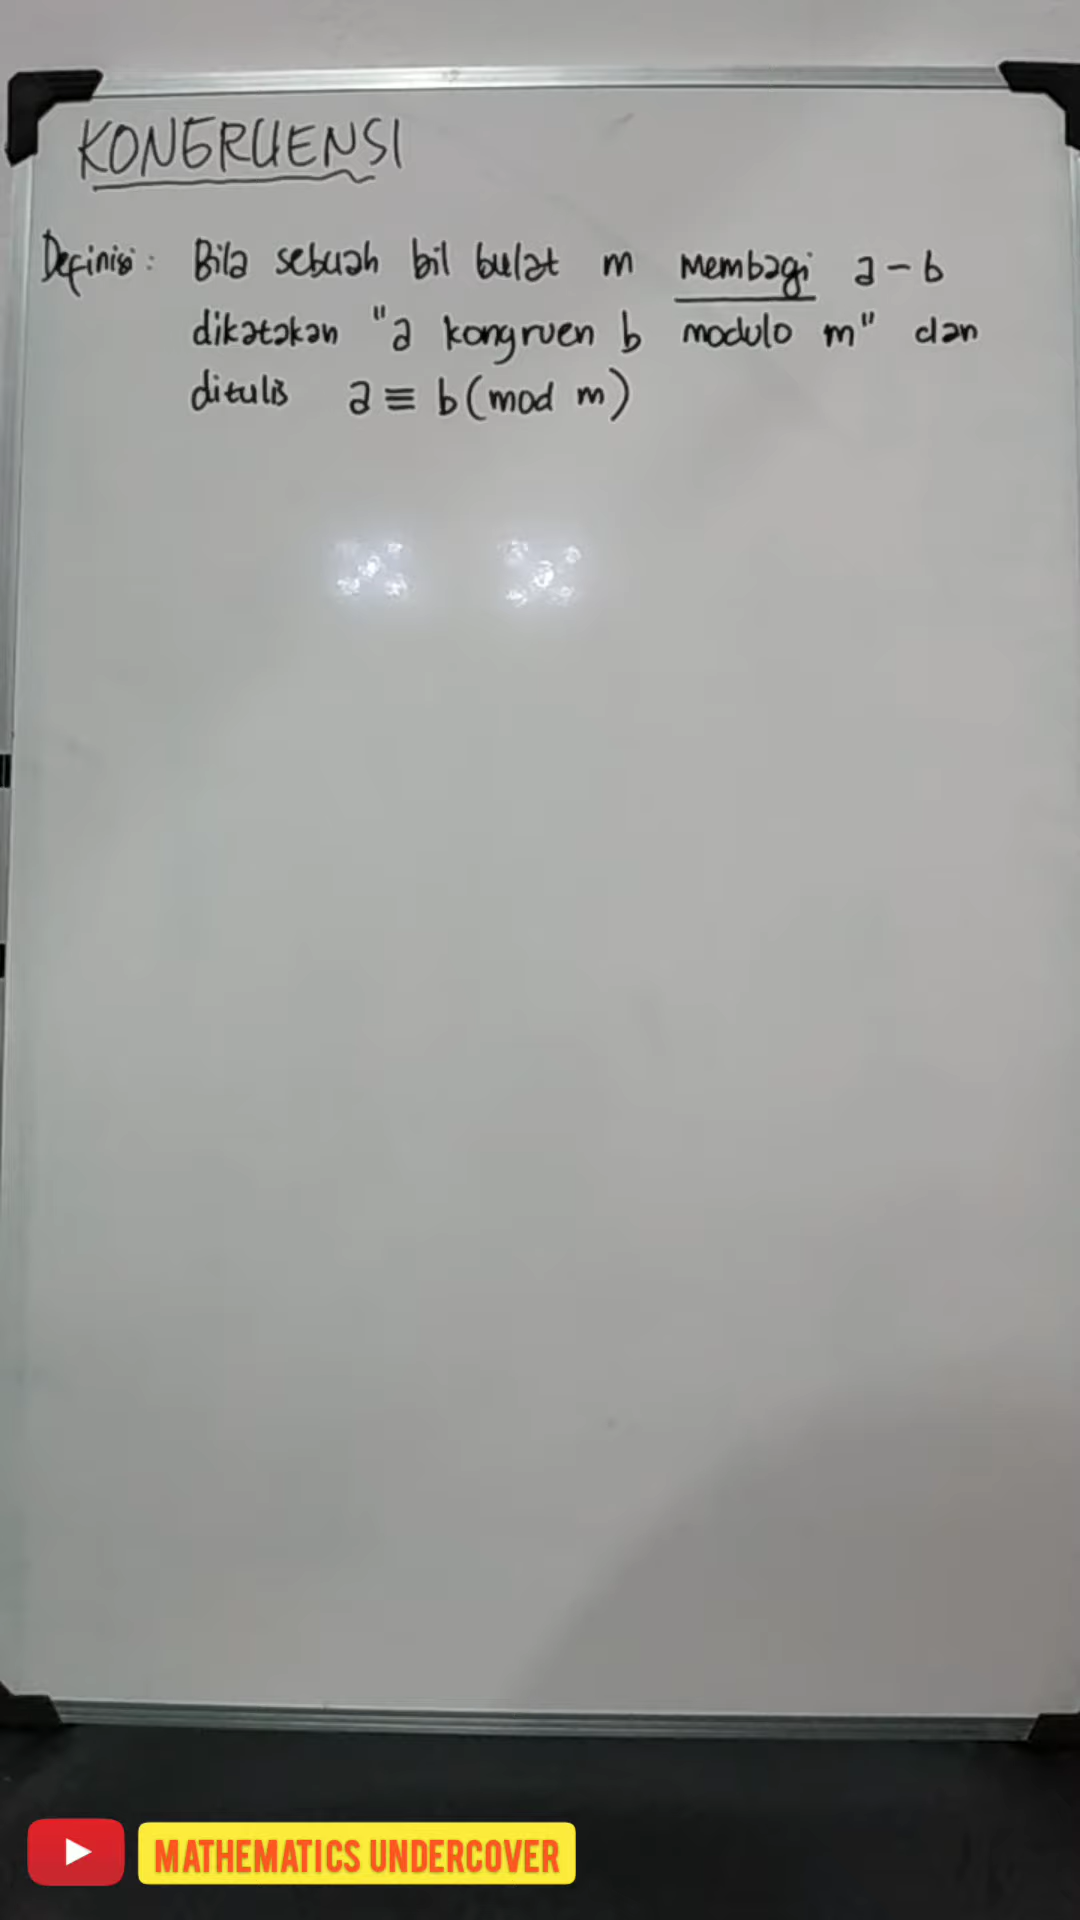 KONGRUENSI
Definisi : Bila sebuah bil bulat m membagi a - b
dikatakan "a kongruen b modulo m" dan
ditulis a ≡ b (mod m)
MATHEMATICS UNDERCOVER